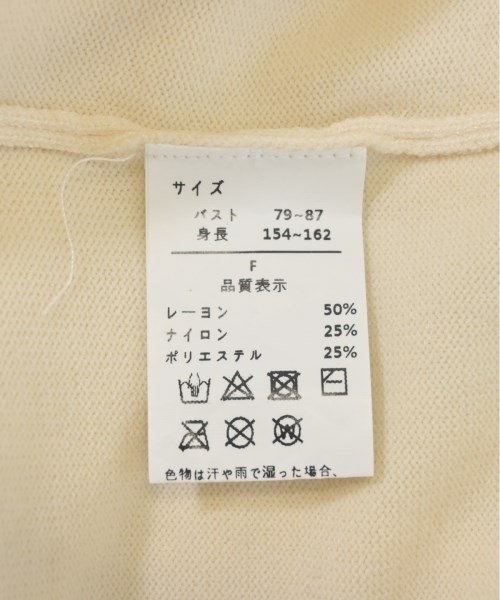 サイズ
バスト 79~87
身長 154~162
F
品質表示
レーヨン 50%
ナイロン 25%
ポリエステル 25%
W
色物は汗や雨で湿った場合、